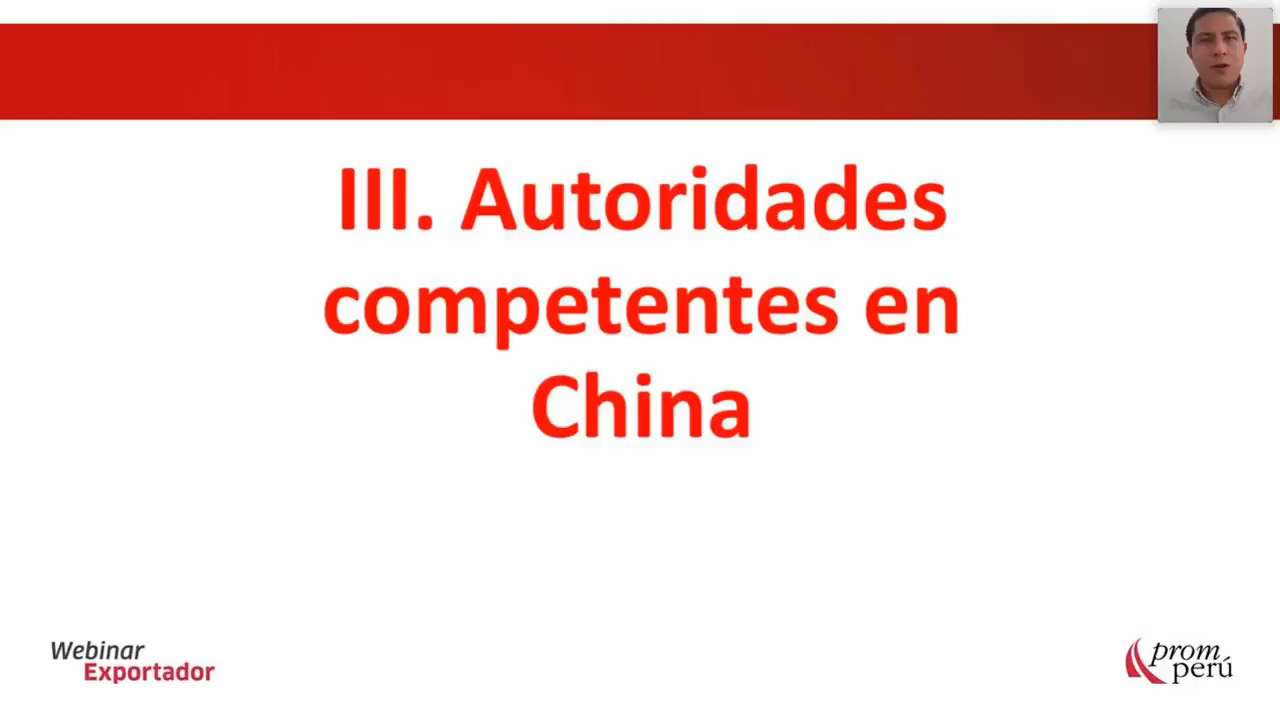 III. Autoridades
competentes en
China
Webinar
Exportador
prom
perú